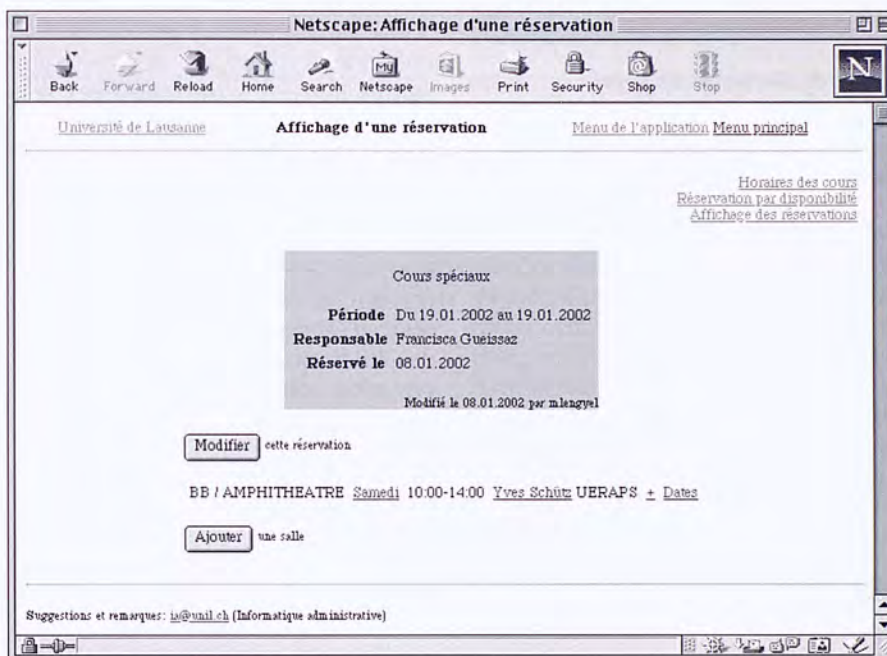 Netscape: Affichage d'une réservation
Back Forward Reload Home Search Netscape Images Print Security Shop Stop
My
N
Université de Lausanne Affichage d'une réservation Menu de l'application Menu principal
Horaires des cours
Réservation par disponibilité
Affichage des réservations
Cours spéciaux
Période Du 19.01.2002 au 19.01.2002
Responsable Francisca Gueissaz
Réservé le 08.01.2002
Modifié le 08.01.2002 par mlengyel
Modifier cette réservation
BB / AMPHITHEATRE Samedi 10:00-14:00 Yves Schütz UERAPS + Dates
Ajouter une salle
Suggestions et remarques: ia@unil.ch (Informatique administrative)